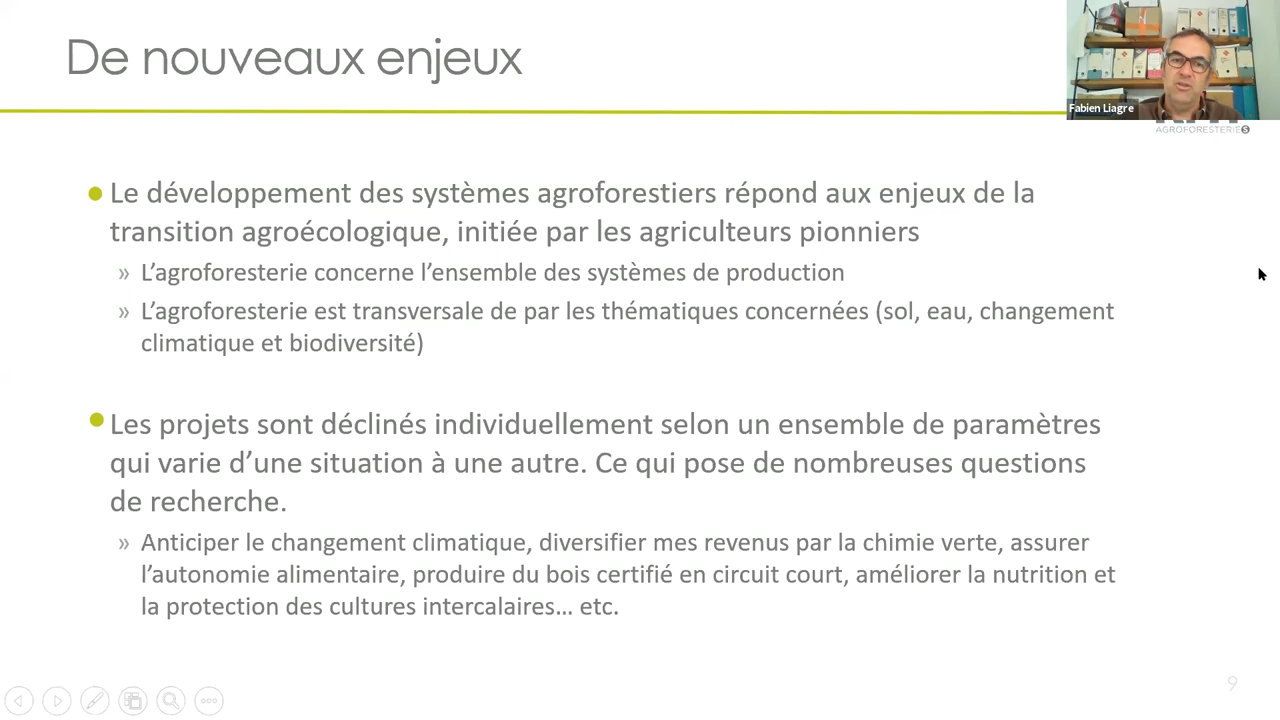 De nouveaux enjeux
Fabien Liagre
AGROFORESTERIES
Le développement des systèmes agroforestiers répond aux enjeux de la
transition agroécologique, initiée par les agriculteurs pionniers
» L’agroforesterie concerne l’ensemble des systèmes de production
» L’agroforesterie est transversale de par les thématiques concernées (sol, eau, changement
climatique et biodiversité)
Les projets sont déclinés individuellement selon un ensemble de paramètres
qui varie d’une situation à une autre. Ce qui pose de nombreuses questions
de recherche.
» Anticiper le changement climatique, diversifier mes revenus par la chimie verte, assurer
l’autonomie alimentaire, produire du bois certifié en circuit court, améliorer la nutrition et
la protection des cultures intercalaires… etc.
9